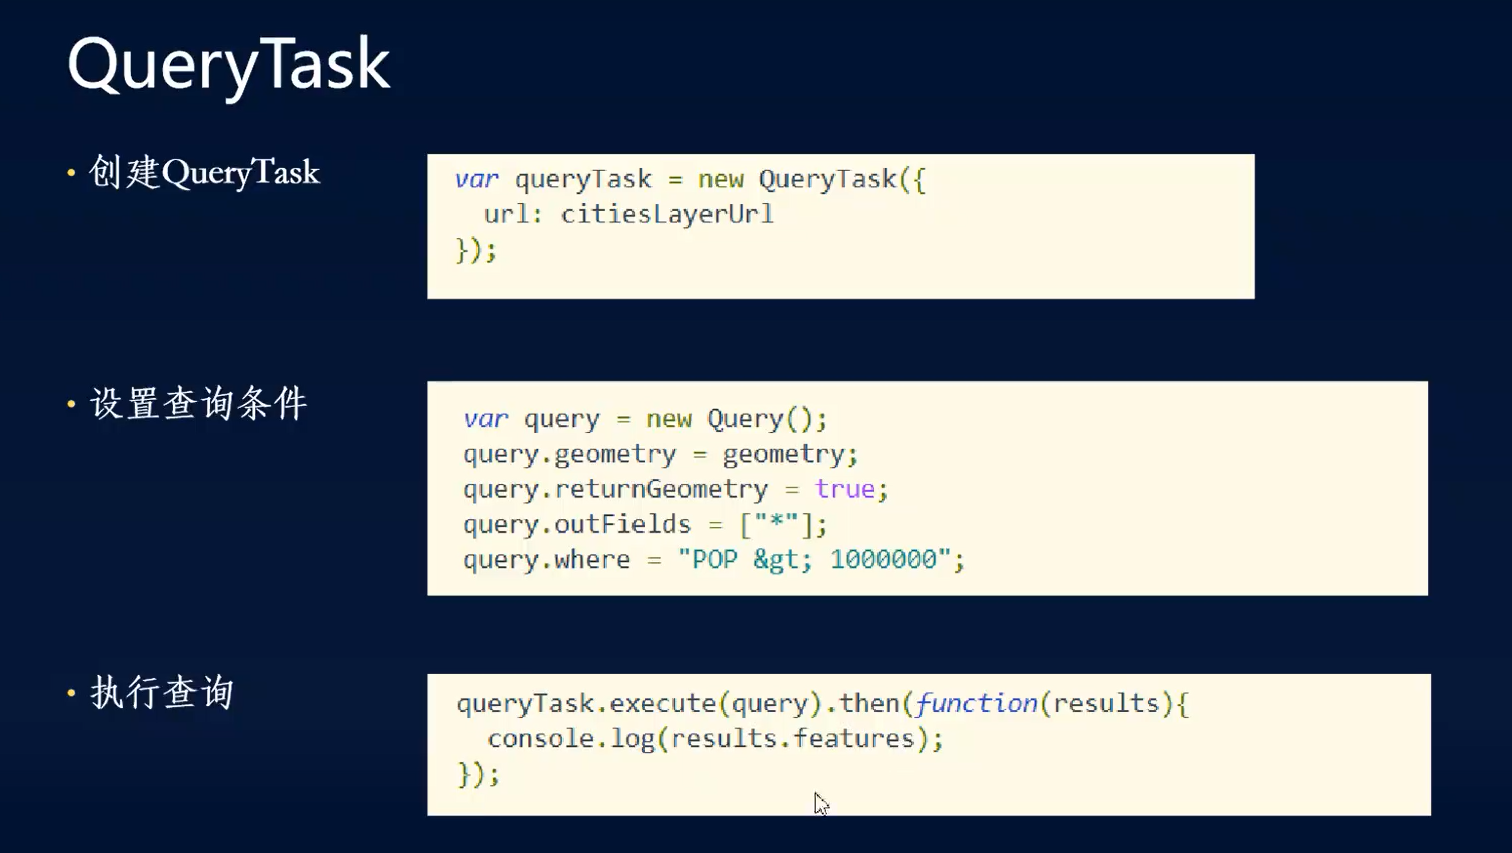 QueryTask
• 创建QueryTask
var queryTask = new QueryTask({
  url: citiesLayerUrl
});
• 设置查询条件
var query = new Query();
query.geometry = geometry;
query.returnGeometry = true;
query.outFields = ["*"];
query.where = "POP &gt; 1000000";
• 执行查询
queryTask.execute(query).then(function(results){
  console.log(results.features);
});